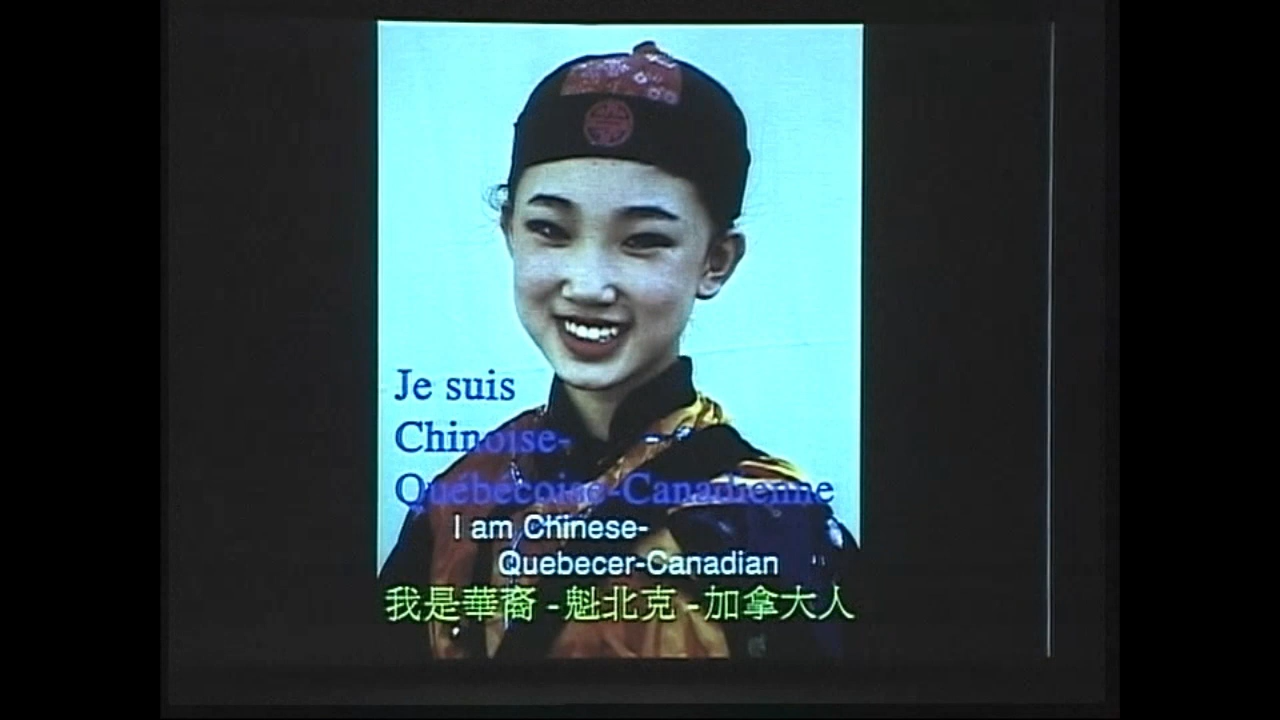 Je suis
Chinoise-
Québecoise-Canadienne
I am Chinese-
Quebecer-Canadian
我是華裔-魁北克-加拿大人